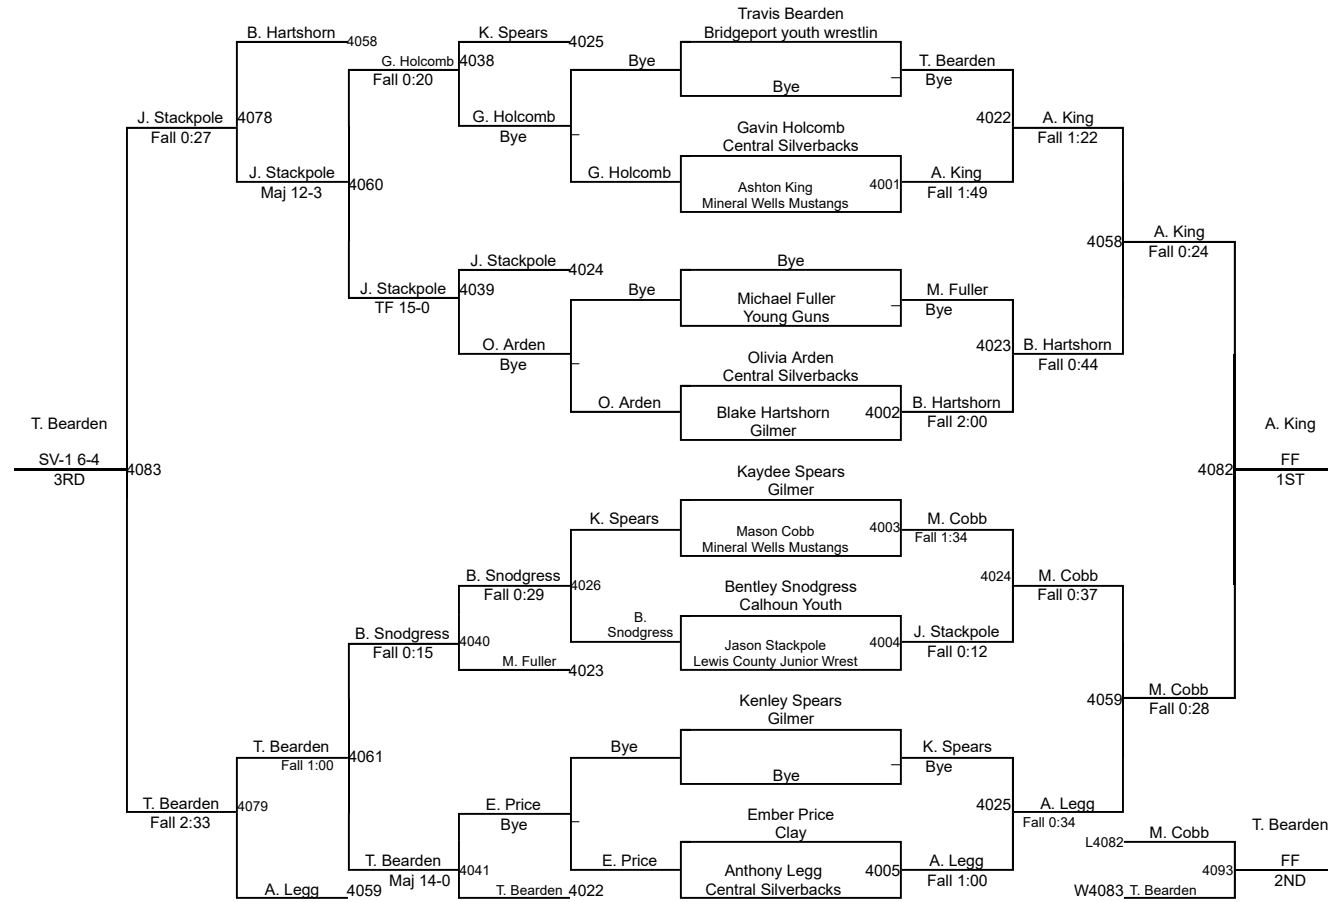 Travis Bearden
Bridgeport youth wrestlin
B. Hartshorn
4058
K. Spears
4025
G. Holcomb
4038
Fall 0:20
Bye
T. Bearden
Bye
Bye
J. Stackpole
4078
Fall 0:27
G. Holcomb
Bye
4022
A. King
Fall 1:22
Gavin Holcomb
Central Silverbacks
J. Stackpole
Maj 12-3
4060
G. Holcomb
Ashton King
Mineral Wells Mustangs
4001
A. King
Fall 1:49
4058
A. King
Fall 0:24
J. Stackpole
4024
Bye
J. Stackpole
4039
TF 15-0
Bye
Michael Fuller
Young Guns
M. Fuller
Bye
O. Arden
Bye
4023
B. Hartshorn
Fall 0:44
Olivia Arden
Central Silverbacks
O. Arden
Blake Hartshorn
Gilmer
4002
B. Hartshorn
Fall 2:00
T. Bearden
A. King
SV-1 6-4
4083
3RD
4082
FF
1ST
Kaydee Spears
Gilmer
K. Spears
Mason Cobb
Mineral Wells Mustangs
4003
M. Cobb
Fall 1:34
B. Snodgress
4026
Fall 0:29
4024
M. Cobb
Fall 0:37
Bentley Snodgress
Calhoun Youth
B. Snodgress
4040
Fall 0:15
B.
Snodgress
Jason Stackpole
Lewis County Junior Wrest
4004
J. Stackpole
Fall 0:12
M. Fuller
4023
4059
M. Cobb
Fall 0:28
Kenley Spears
Gilmer
T. Bearden
4061
Fall 1:00
Bye
Bye
K. Spears
Bye
T. Bearden
4079
Fall 2:33
E. Price
Bye
4025
A. Legg
Fall 0:34
Ember Price
Clay
T. Bearden
4041
Maj 14-0
E. Price
Anthony Legg
Central Silverbacks
4005
A. Legg
Fall 1:00
A. Legg
4059
T. Bearden
4022
L4082
M. Cobb
T. Bearden
4093
FF
2ND
W4083
T. Bearden